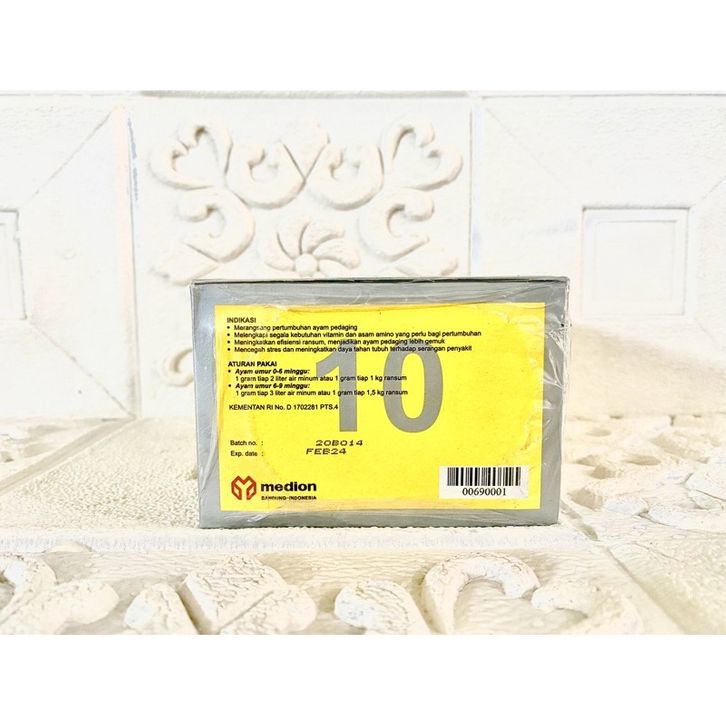 INDIKASI
• Merangsang pertumbuhan ayam pedaging
• Melengkapi segala kebutuhan vitamin dan asam amino yang perlu bagi pertumbuhan
• Meningkatkan efisiensi ransum, menjadikan ayam pedaging lebih gemuk
• Mencegah stres dan meningkatkan daya tahan tubuh terhadap serangan penyakit
10
ATURAN PAKAI
• Ayam umur 0-6 minggu:
1 gram tiap 2 liter air minum atau 1 gram tiap 1 kg ransum
• Ayam umur 6-9 minggu:
1 gram tiap 3 liter air minum atau 1 gram tiap 1,5 kg ransum
KEMENTAN RI No. D 1702281 PTS.4
Batch no. : 20B014
Exp. date : FEB24
medion
BANDUNG-INDONESIA
00690001